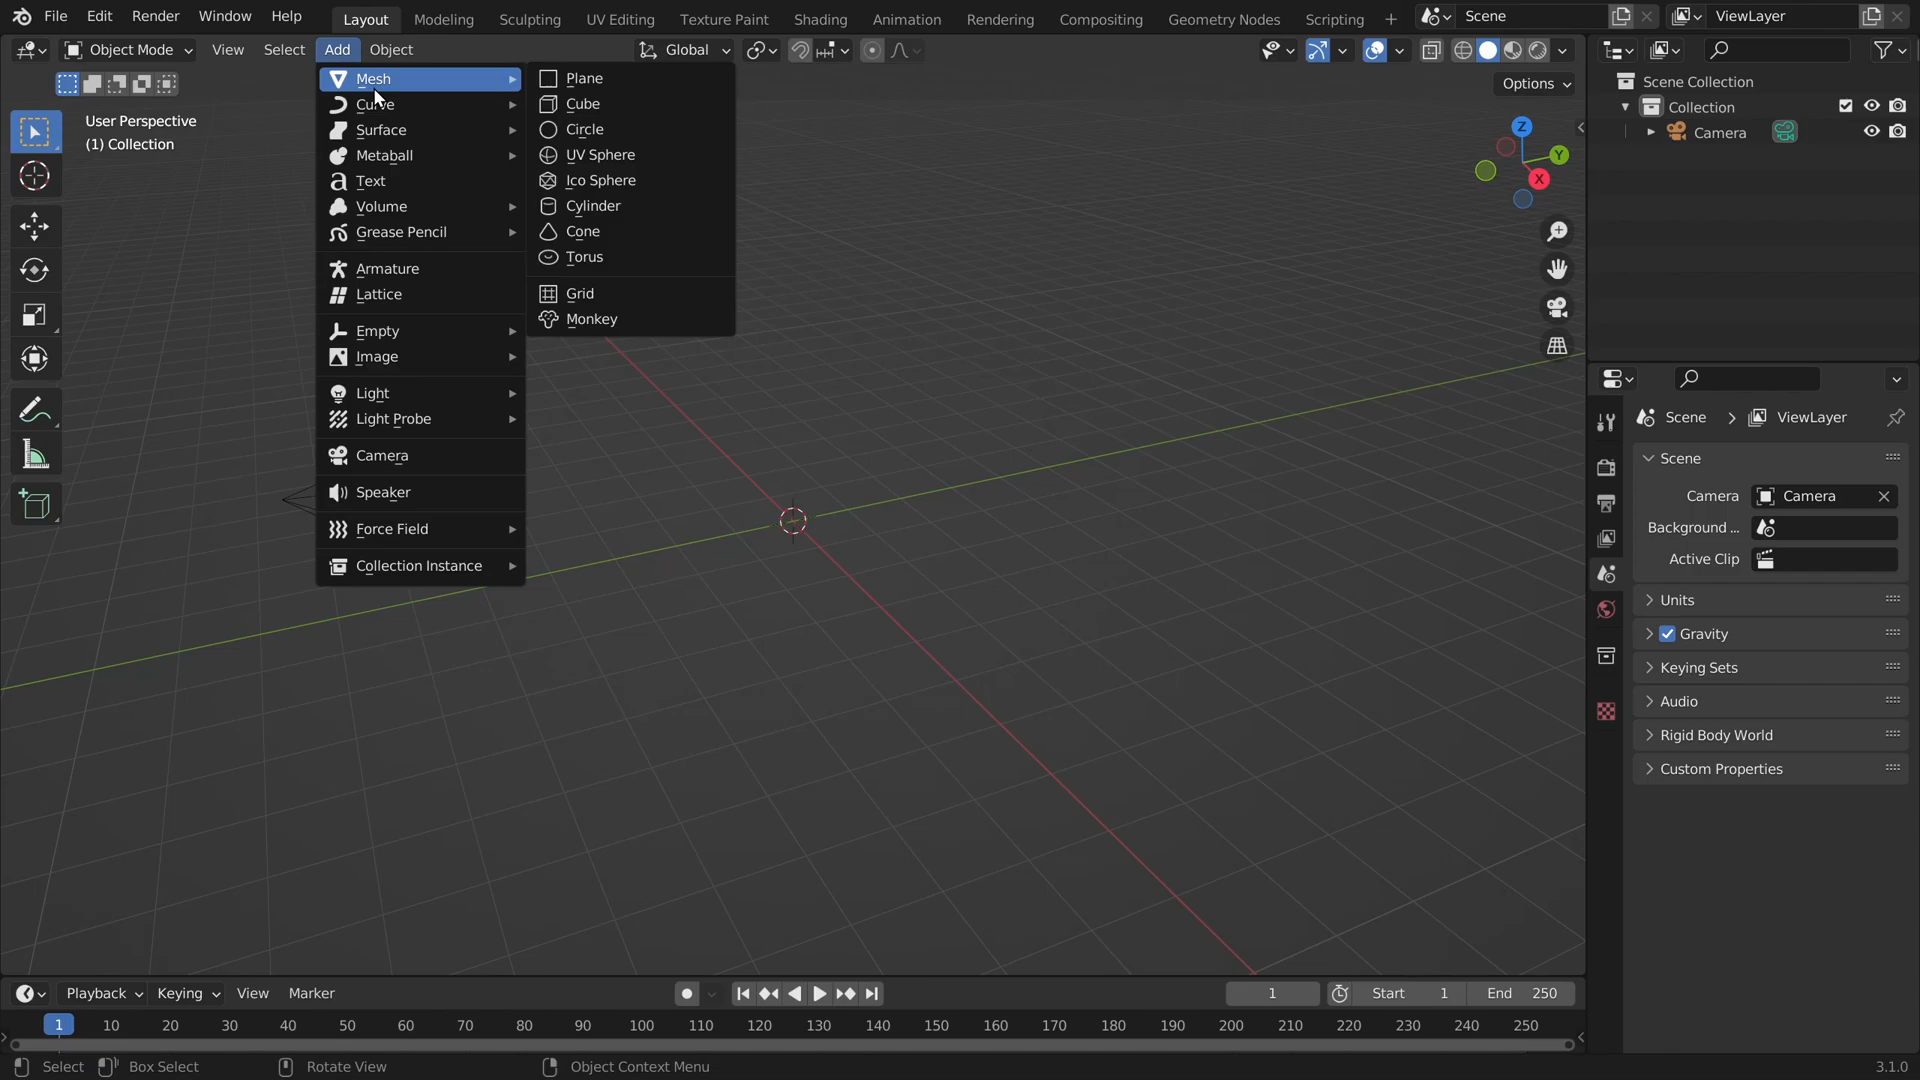 File Edit Render Window Help Layout Modeling Sculpting UV Editing Texture Paint Shading Animation Rendering Compositing Geometry Nodes Scripting + Scene ViewLayer
Object Mode View Select Add Object Global
Options
User Perspective
(1) Collection
Mesh
Curve
Surface
Metaball
Text
Volume
Grease Pencil
Armature
Lattice
Empty
Image
Light
Light Probe
Camera
Speaker
Force Field
Collection Instance
Plane
Cube
Circle
UV Sphere
Ico Sphere
Cylinder
Cone
Torus
Grid
Monkey
Z
Y
X
Scene Collection
Collection
Camera
Scene ViewLayer
Scene
Camera Camera
Background ...
Active Clip
Units
Gravity
Keying Sets
Audio
Rigid Body World
Custom Properties
Playback Keying View Marker 1 Start 1 End 250
1 10 20 30 40 50 60 70 80 90 100 110 120 130 140 150 160 170 180 190 200 210 220 230 240 250
Select Box Select Rotate View Object Context Menu 3.1.0